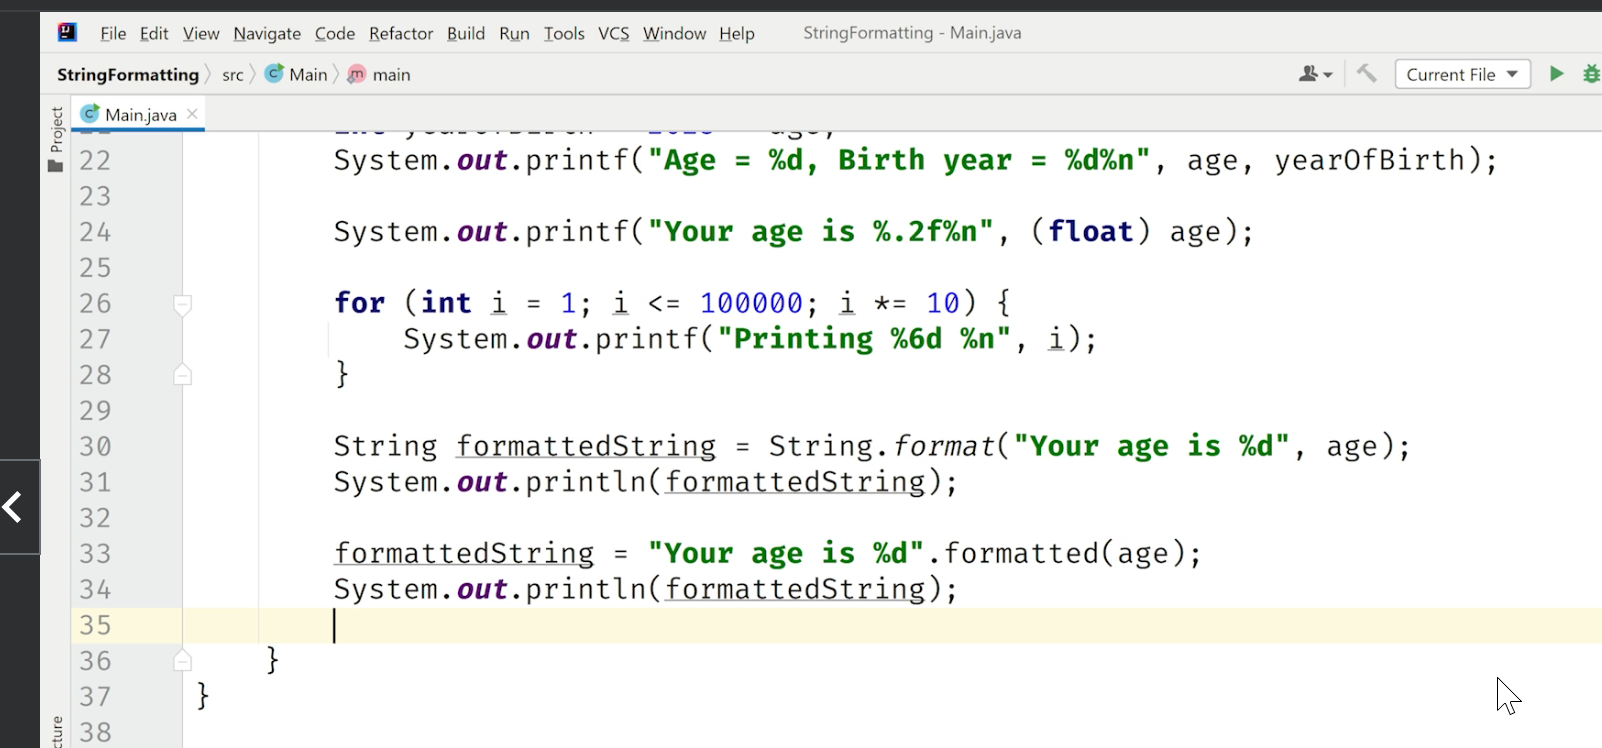 File Edit View Navigate Code Refactor Build Run Tools VCS Window Help StringFormatting - Main.java
StringFormatting src Main main Current File
Project
Main.java
22 System.out.printf("Age = %d, Birth year = %d%n", age, yearOfBirth);
23
24 System.out.printf("Your age is %.2f%n", (float) age);
25
26 for (int i = 1; i <= 100000; i *= 10) {
27 System.out.printf("Printing %6d %n", i);
28 }
29
30 String formattedString = String.format("Your age is %d", age);
31 System.out.println(formattedString);
32
33 formattedString = "Your age is %d".formatted(age);
34 System.out.println(formattedString);
35
36 }
37 }
38